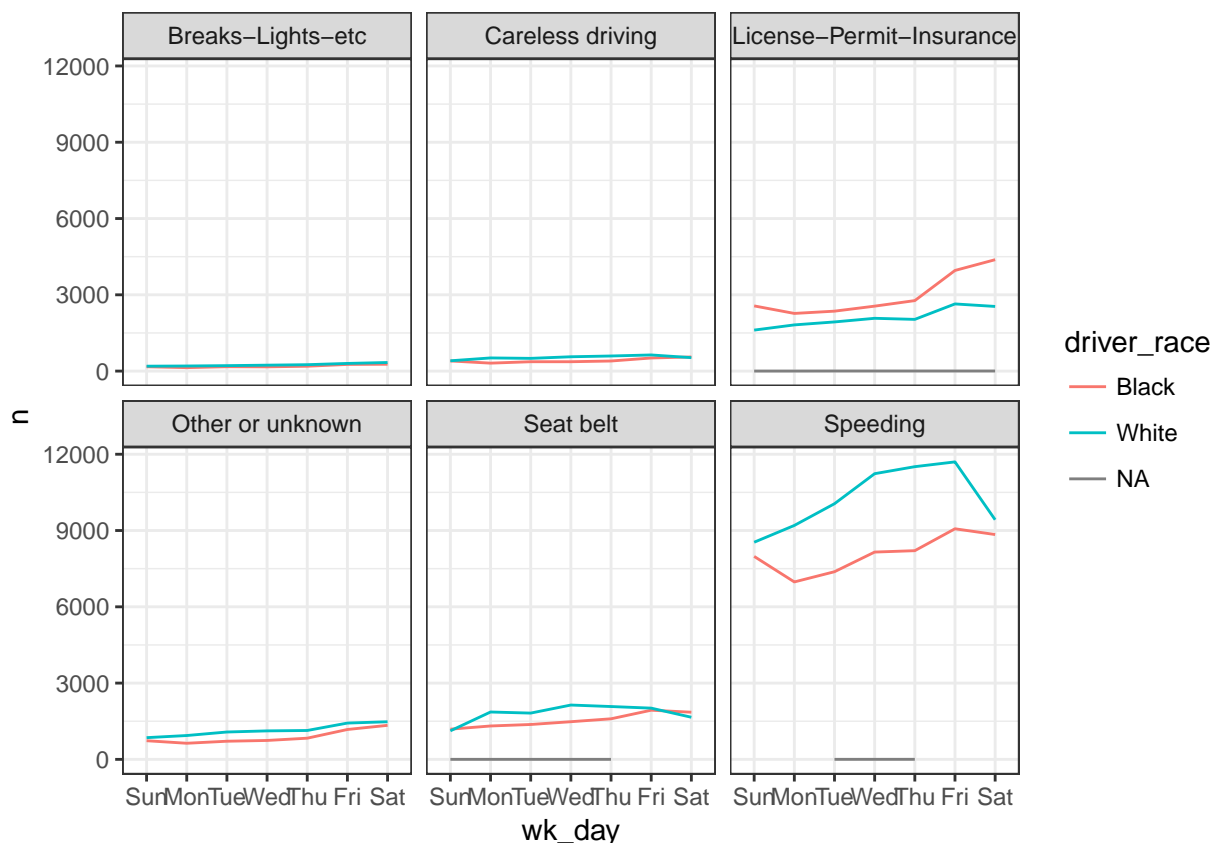 Breaks−Lights−etc Careless driving License−Permit−Insurance
12000
9000
6000
3000
0
Other or unknown Seat belt Speeding
12000
9000
6000
3000
0
n
Sun Mon Tue Wed Thu Fri Sat Sun Mon Tue Wed Thu Fri Sat Sun Mon Tue Wed Thu Fri Sat
wk_day
driver_race
Black
White
NA